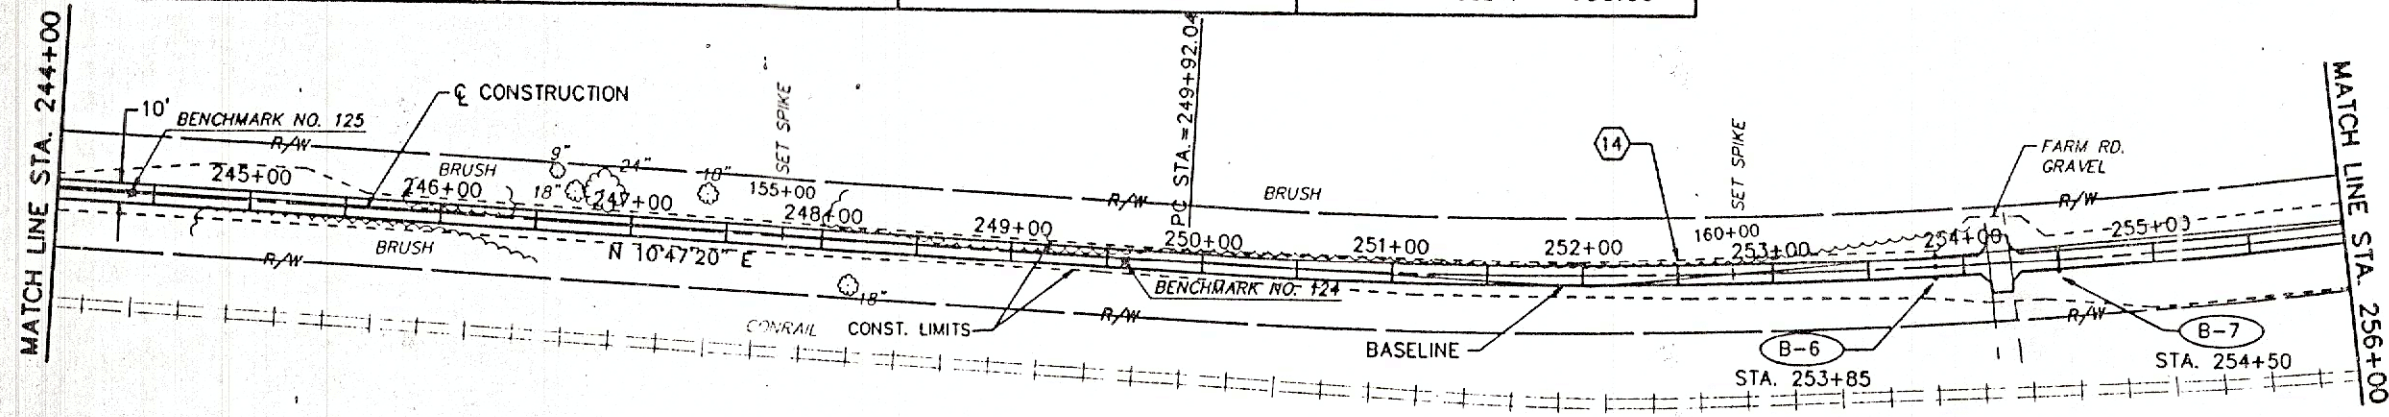 MATCH LINE STA. 244+00
10'
BENCHMARK NO. 125
R/W
℄ CONSTRUCTION
245+00
BRUSH
246+00
9"
18"
24"
247+00
18"
SET SPIKE
155+00
248+00
249+00
R/W
PC STA.=249+92.04
250+00
BRUSH
251+00
252+00
14
SET SPIKE
160+00
253+00
254+00
FARM RD.
GRAVEL
R/W
255+00
MATCH LINE STA. 256+00
R/W
BRUSH
N 10°47'20" E
18"
BENCHMARK NO. 124
CONRAIL
CONST. LIMITS
R/W
BASELINE
B-6
STA. 253+85
R/W
B-7
STA. 254+50